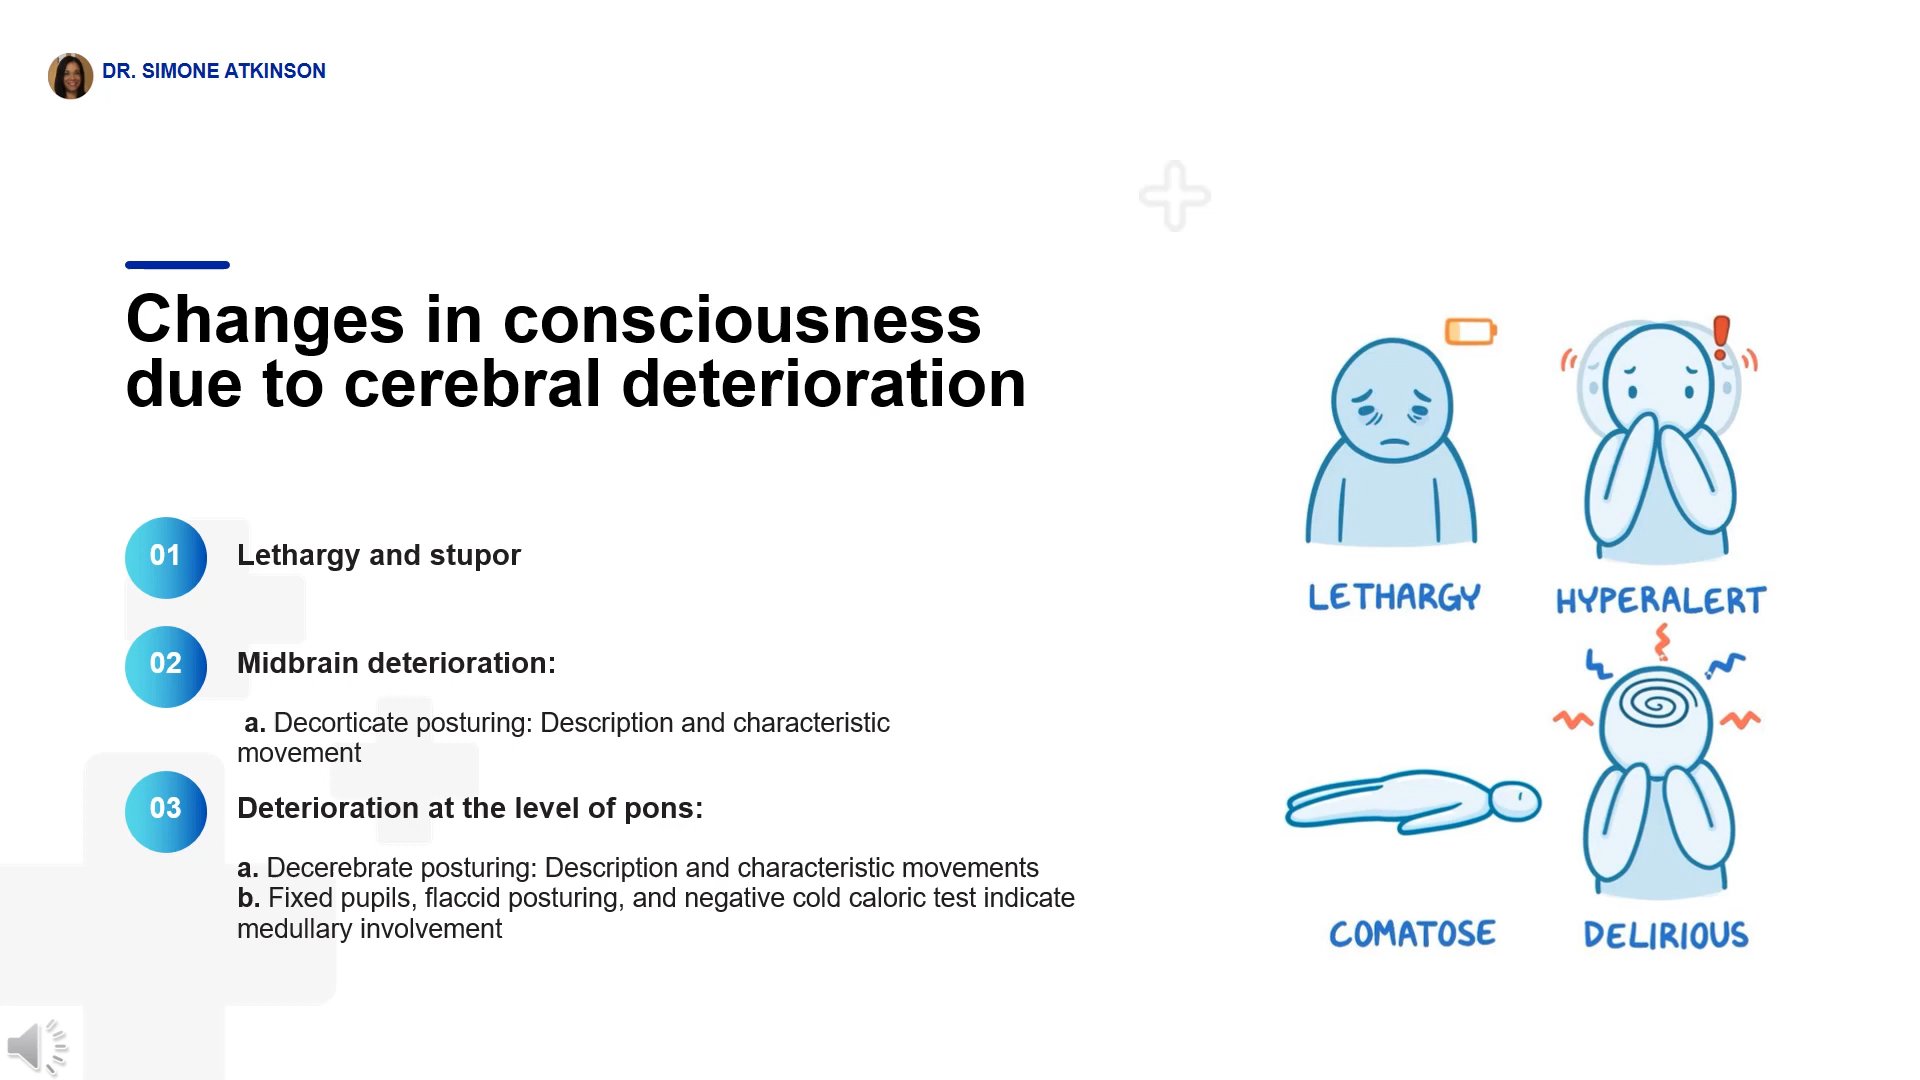 DR. SIMONE ATKINSON
Changes in consciousness
due to cerebral deterioration
01
Lethargy and stupor
02
Midbrain deterioration:
a. Decorticate posturing: Description and characteristic
movement
03
Deterioration at the level of pons:
a. Decerebrate posturing: Description and characteristic movements
b. Fixed pupils, flaccid posturing, and negative cold caloric test indicate
medullary involvement
LETHARGY
HYPERALERT
COMATOSE
DELIRIOUS